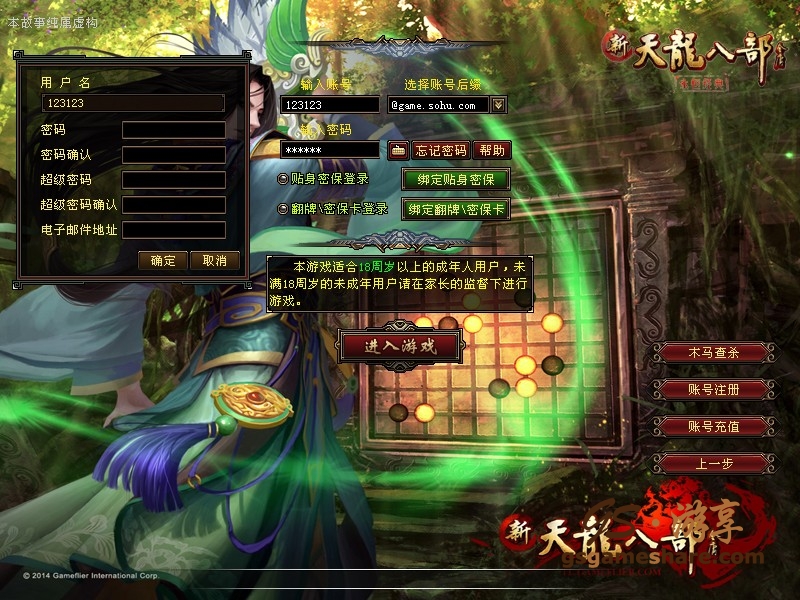 本故事纯属虚构
新天龍八部
用 户 名
123123
密码
密码确认
超级密码
超级密码确认
电子邮件地址
确定 取消
输入账号 选择账号后缀
123123 @game.sohu.com
输入密码
****** 忘记密码 帮助
贴身密保登录 绑定贴身密保
翻牌\密保卡登录 绑定翻牌\密保卡
本游戏适合18周岁以上的成年人用户，未
满18周岁的未成年用户请在家长的监督下进行
游戏。
进入游戏
木马查杀
账号注册
账号充值
上一步
新天龍八部
游享
gsgameshare.com
© 2014 Gameflier International Corp.